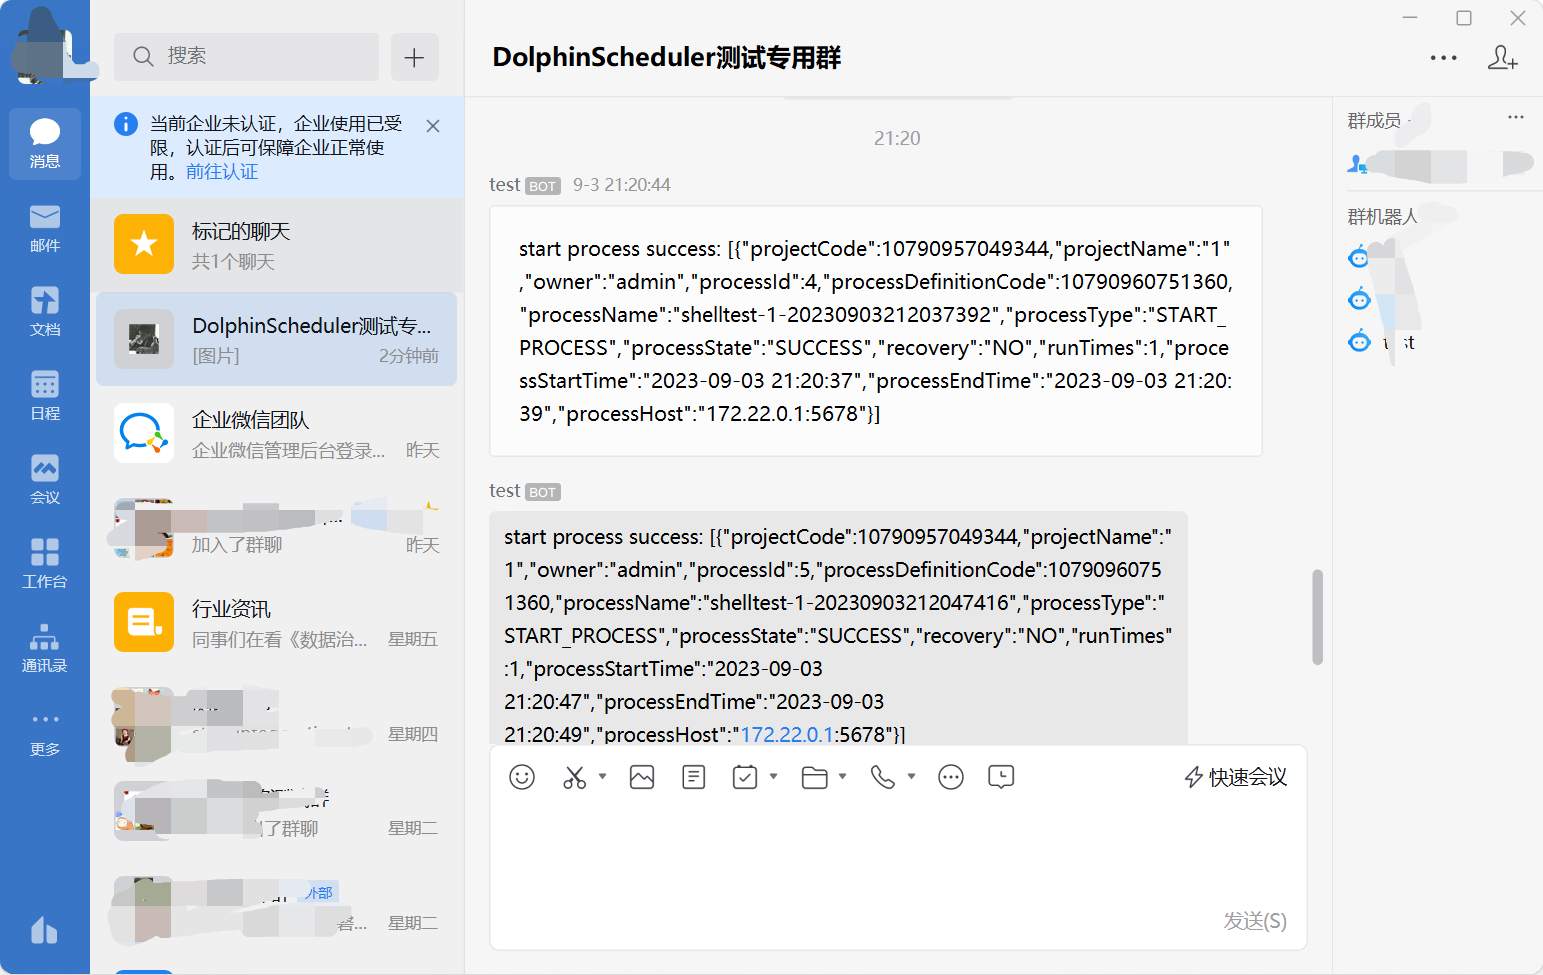 消息
邮件
文档
日程
会议
工作台
通讯录
更多
搜索
当前企业未认证，企业使用已受
限，认证后可保障企业正常使
用。前往认证
标记的聊天
共1个聊天
DolphinScheduler测试专...
[图片] 2分钟前
企业微信团队
企业微信管理后台登录... 昨天
加入了群聊 昨天
行业资讯
同事们在看《数据治... 星期五
星期四
了群聊 星期二
外部
星期二
DolphinScheduler测试专用群
21:20
test BOT 9-3 21:20:44
start process success: [{"projectCode":10790957049344,"projectName":"1"
,"owner":"admin","processId":4,"processDefinitionCode":10790960751360,
"processName":"shelltest-1-20230903212037392","processType":"START_
PROCESS","processState":"SUCCESS","recovery":"NO","runTimes":1,"proce
ssStartTime":"2023-09-03 21:20:37","processEndTime":"2023-09-03 21:20:
39","processHost":"172.22.0.1:5678"}]
test BOT
start process success: [{"projectCode":10790957049344,"projectName":"
1","owner":"admin","processId":5,"processDefinitionCode":1079096075
1360,"processName":"shelltest-1-20230903212047416","processType":"
START_PROCESS","processState":"SUCCESS","recovery":"NO","runTimes"
:1,"processStartTime":"2023-09-03
21:20:47","processEndTime":"2023-09-03
21:20:49","processHost":"172.22.0.1:5678"}]
快速会议
发送(S)
群成员
群机器人